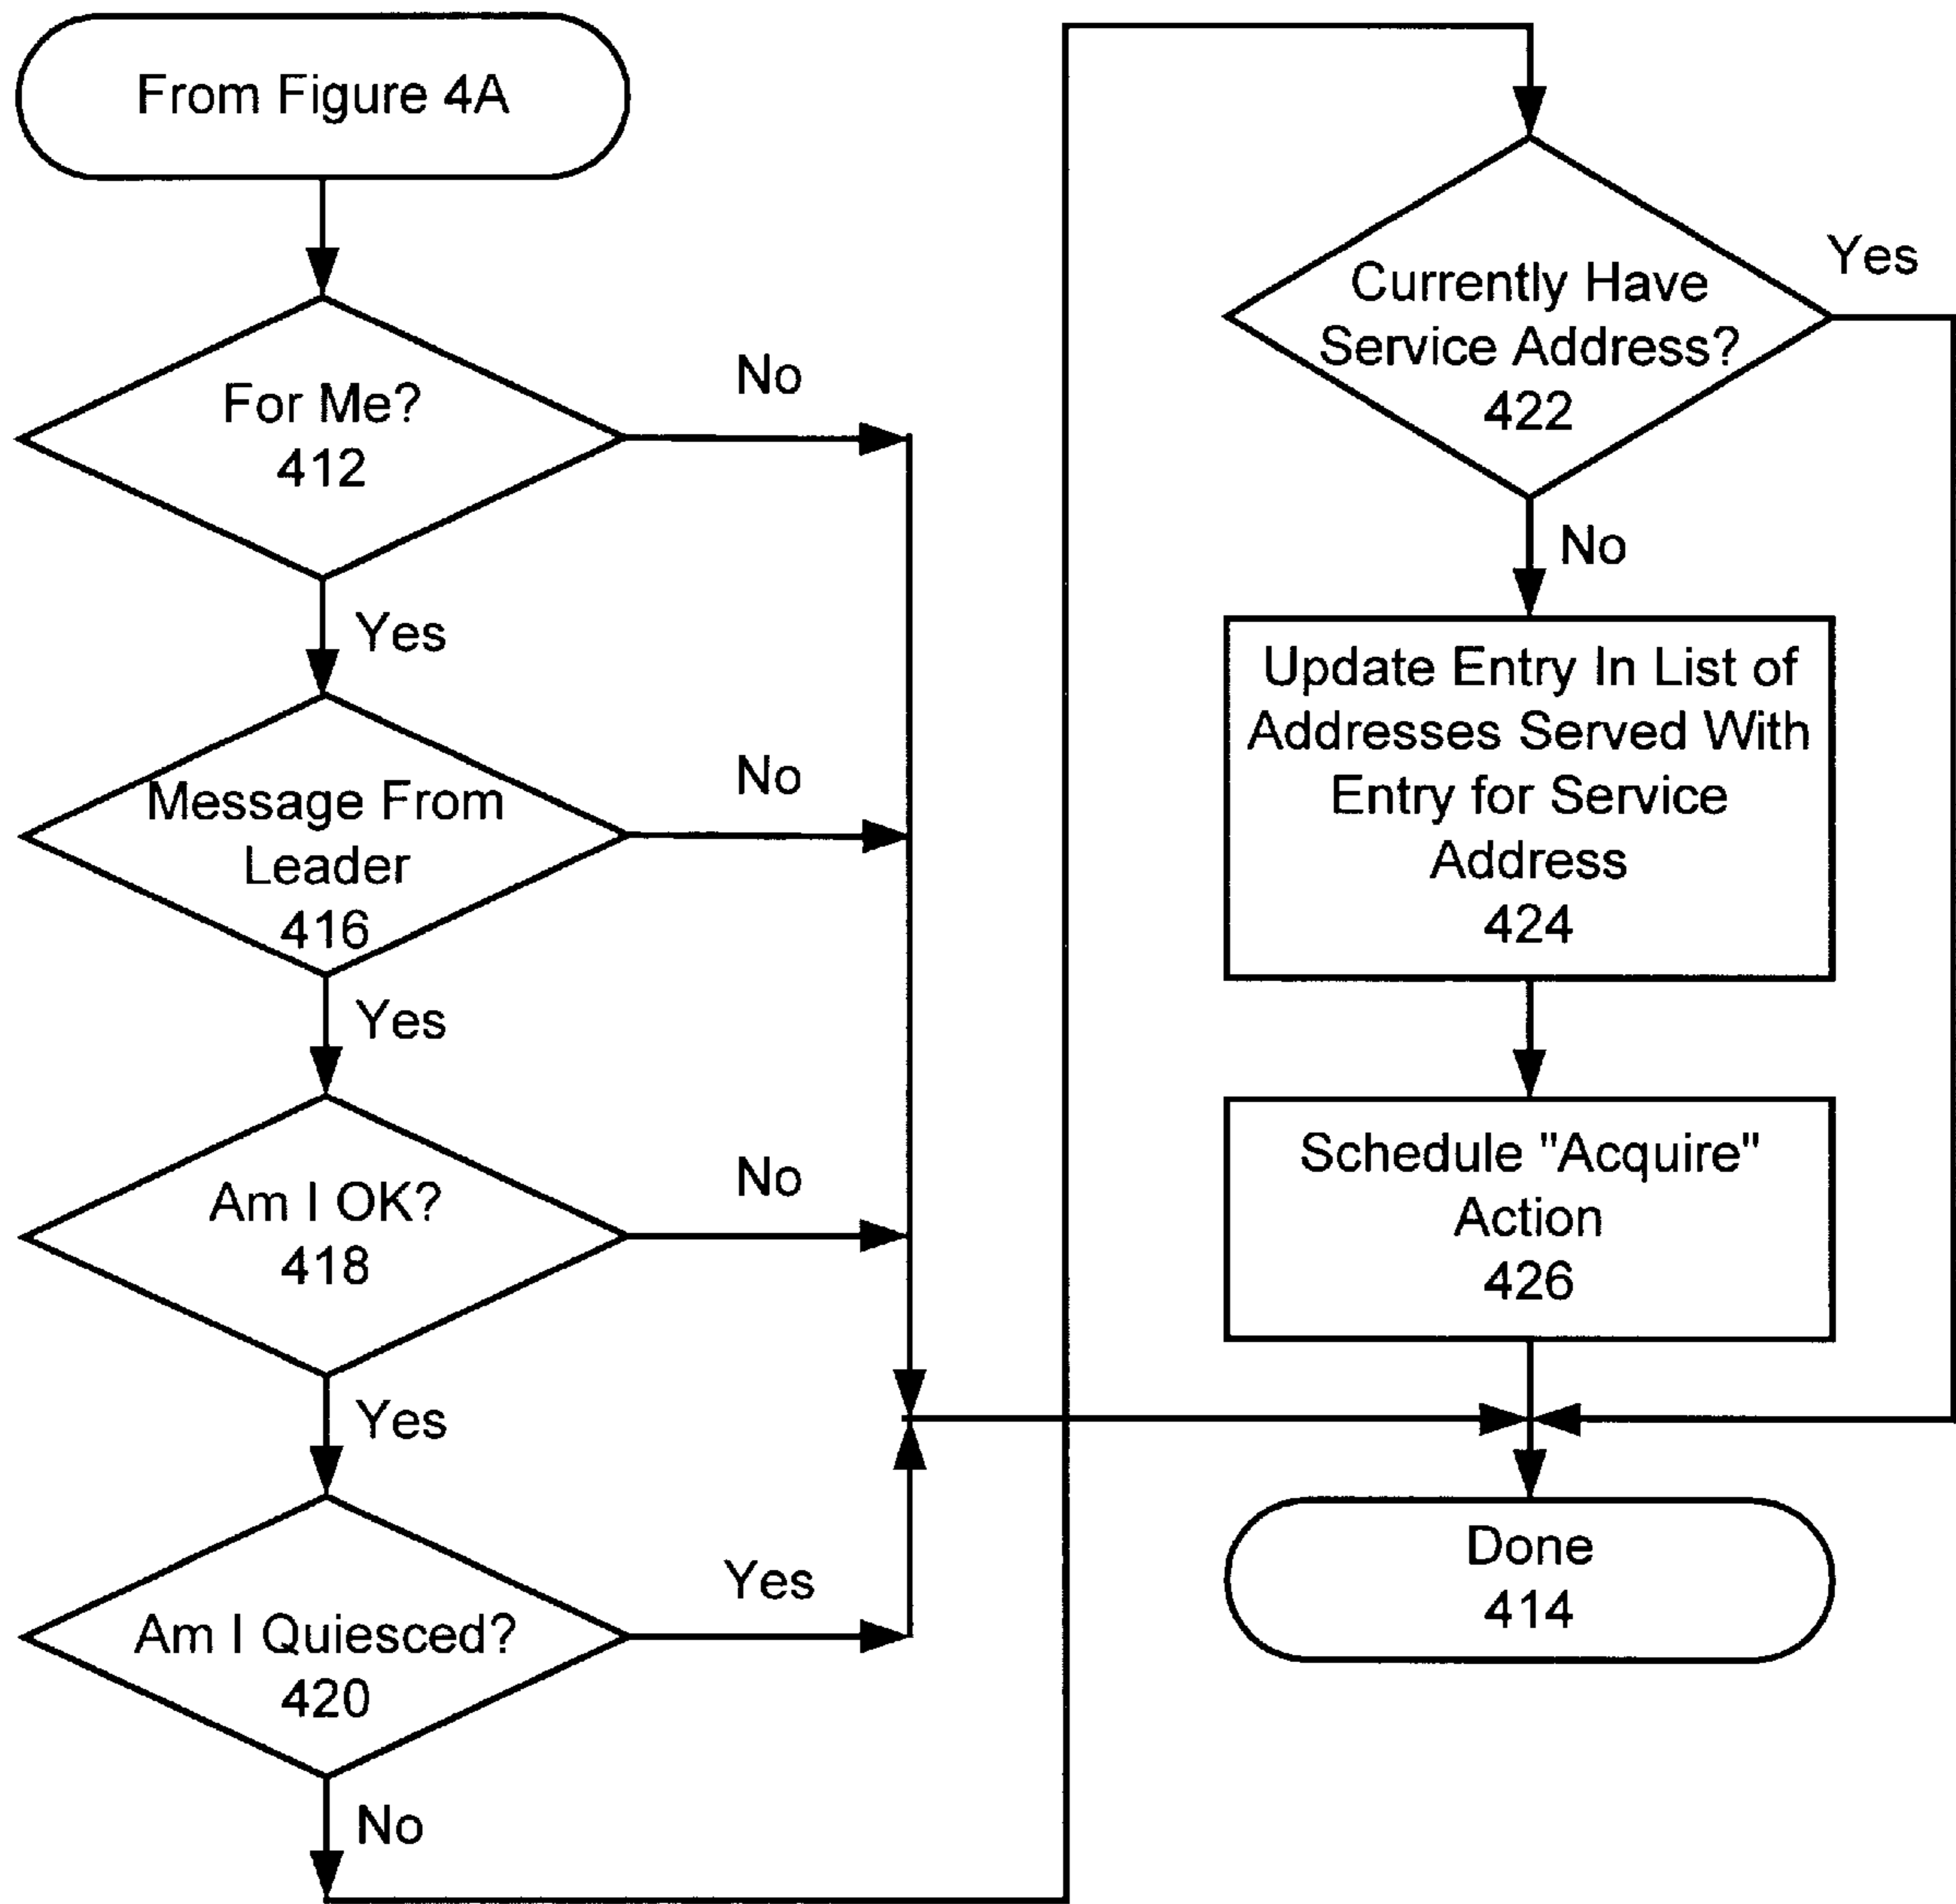 From Figure 4A
For Me?
412
No
Yes
Message From
Leader
416
No
Yes
Am I OK?
418
No
Yes
Am I Quiesced?
420
Yes
No
Currently Have
Service Address?
422
Yes
No
Update Entry In List of
Addresses Served With
Entry for Service
Address
424
Schedule "Acquire"
Action
426
Done
414